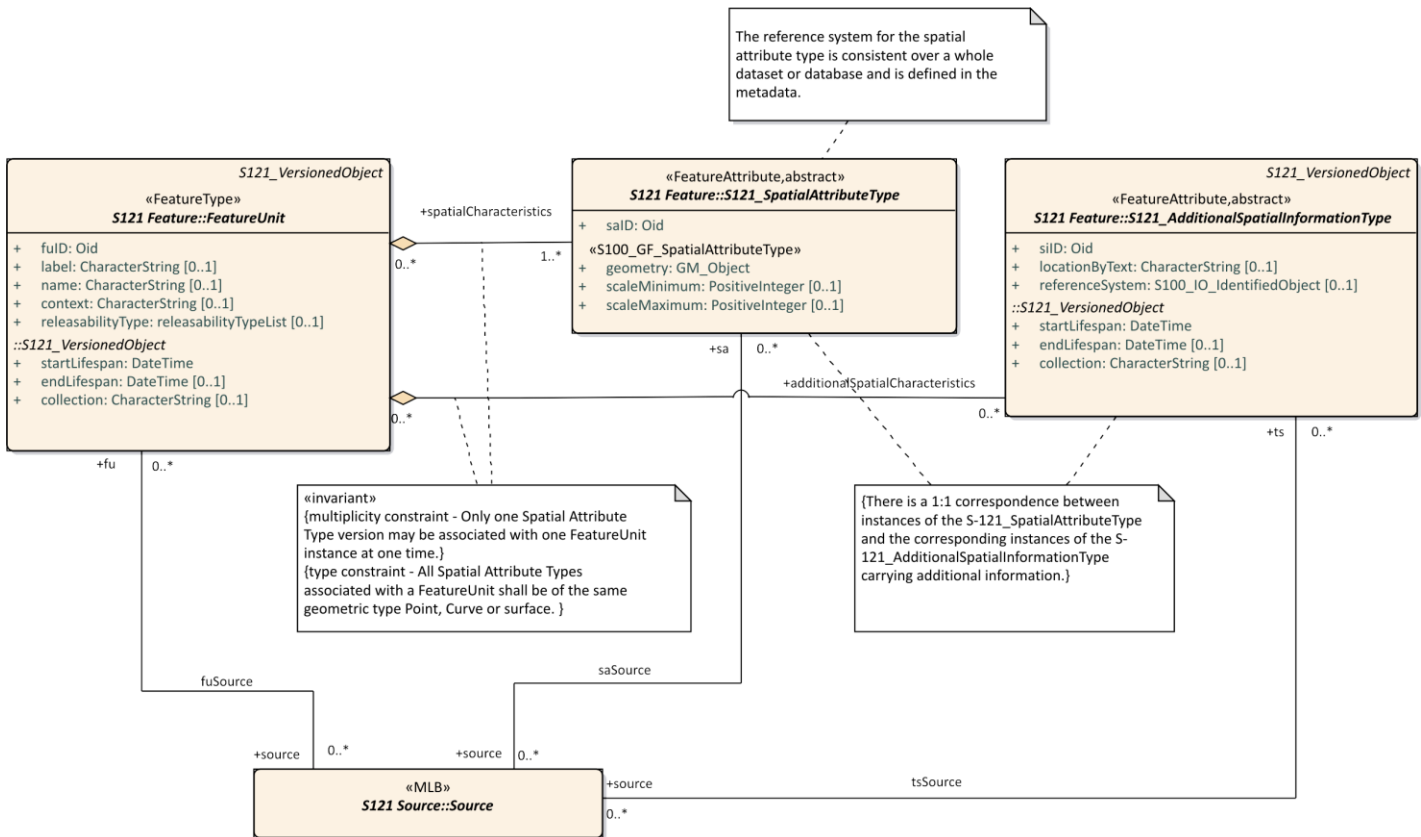 The reference system for the spatial
attribute type is consistent over a whole
dataset or database and is defined in the
metadata.
S121_VersionedObject
«FeatureType»
S121 Feature::FeatureUnit
+ fuID: Oid
+ label: CharacterString [0..1]
+ name: CharacterString [0..1]
+ context: CharacterString [0..1]
+ releasabilityType: releasabilityTypeList [0..1]
::S121_VersionedObject
+ startLifespan: DateTime
+ endLifespan: DateTime [0..1]
+ collection: CharacterString [0..1]
+spatialCharacteristics
0..*
1..*
«FeatureAttribute,abstract»
S121 Feature::S121_SpatialAttributeType
+ saID: Oid
«S100_GF_SpatialAttributeType»
+ geometry: GM_Object
+ scaleMinimum: PositiveInteger [0..1]
+ scaleMaximum: PositiveInteger [0..1]
S121_VersionedObject
«FeatureAttribute,abstract»
S121 Feature::S121_AdditionalSpatialInformationType
+ siID: Oid
+ locationByText: CharacterString [0..1]
+ referenceSystem: S100_IO_IdentifiedObject [0..1]
::S121_VersionedObject
+ startLifespan: DateTime
+ endLifespan: DateTime [0..1]
+ collection: CharacterString [0..1]
+sa
0..*
+additionalSpatialCharacteristics
0..*
0..*
+fu
0..*
+ts
0..*
«invariant»
{multiplicity constraint - Only one Spatial Attribute
Type version may be associated with one FeatureUnit
instance at one time.}
{type constraint - All Spatial Attribute Types
associated with a FeatureUnit shall be of the same
geometric type Point, Curve or surface. }
{There is a 1:1 correspondence between
instances of the S-121_SpatialAttributeType
and the corresponding instances of the S-
121_AdditionalSpatialInformationType
carrying additional information.}
fuSource
saSource
+source
0..*
+source
0..*
«MLB»
S121 Source::Source
+source
0..*
tsSource